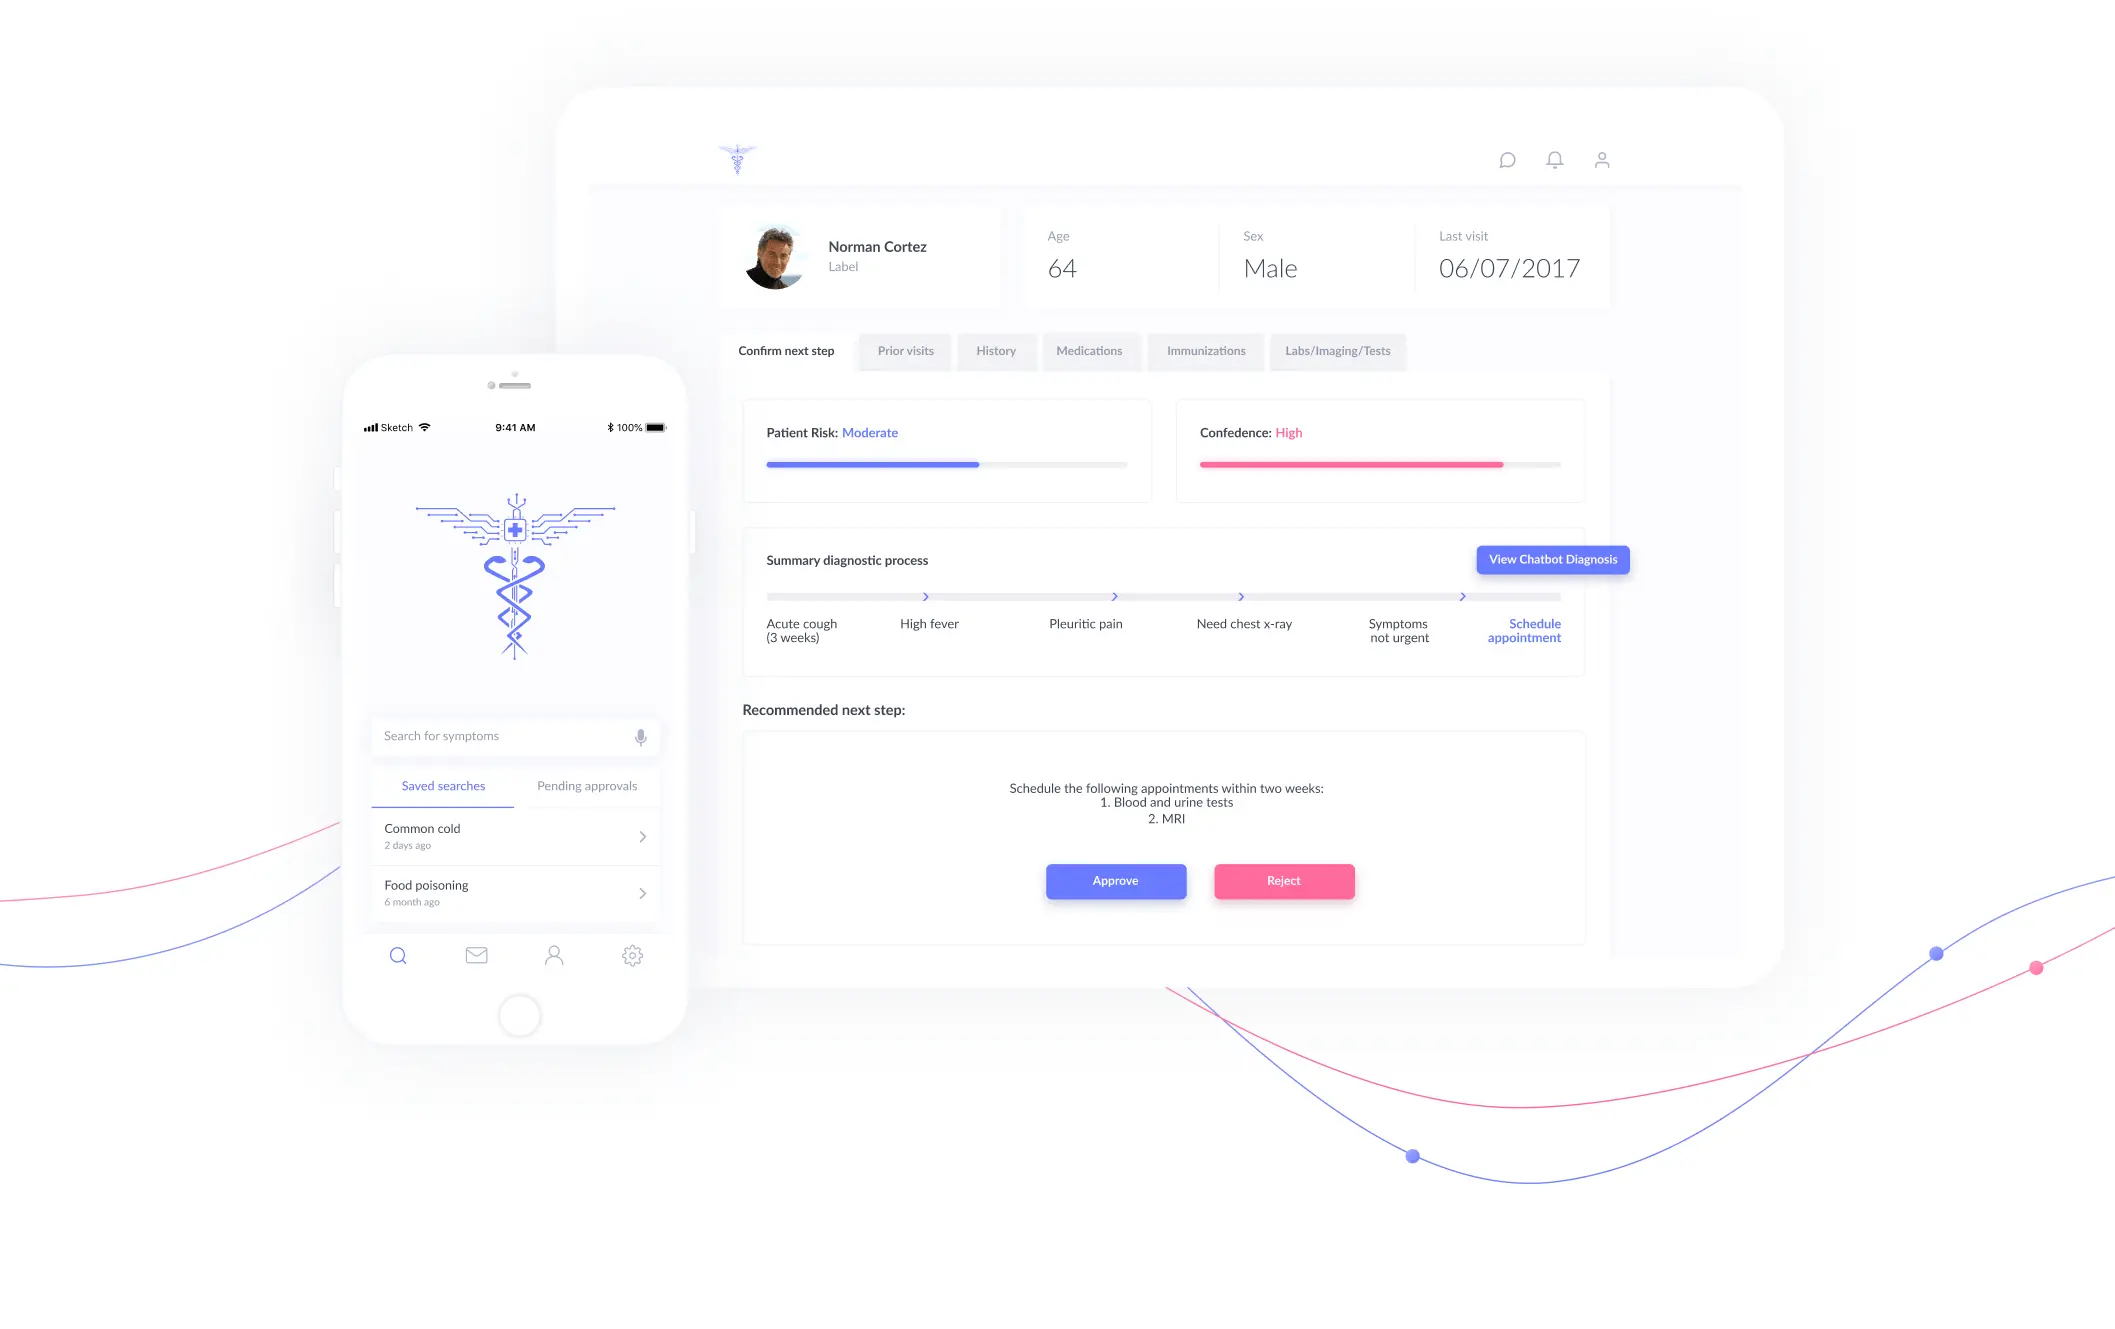 Norman Cortez
Label
Age
64
Sex
Male
Last visit
06/07/2017
Confirm next step
Prior visits
History
Medications
Immunizations
Labs/Imaging/Tests
Patient Risk: Moderate
Confedence: High
Summary diagnostic process
View Chatbot Diagnosis
Acute cough
(3 weeks)
High fever
Pleuritic pain
Need chest x-ray
Symptoms
not urgent
Schedule
appointment
Recommended next step:
Schedule the following appointments within two weeks:
1. Blood and urine tests
2. MRI
Approve
Reject
Sketch
9:41 AM
100%
Search for symptoms
Saved searches
Pending approvals
Common cold
2 days ago
Food poisoning
6 month ago